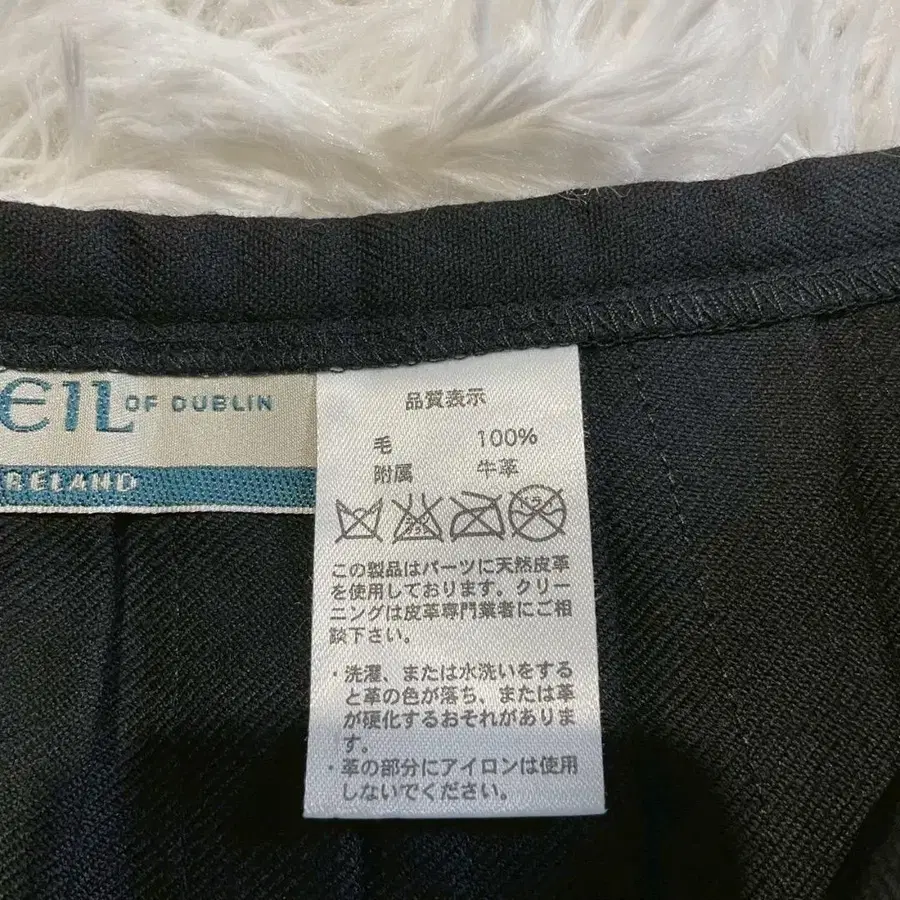 EIL OF DUBLIN
RELAND
品質表示
毛 100%
附属 牛革
この製品はパーツに天然皮革
を使用しております。クリー
ニングは皮革専門業者にご相
談下さい。
・洗濯、または水洗いをする
と革の色が落ち、または革
が硬化するおそれがありま
す。
・革の部分にアイロンは使用
しないでください。